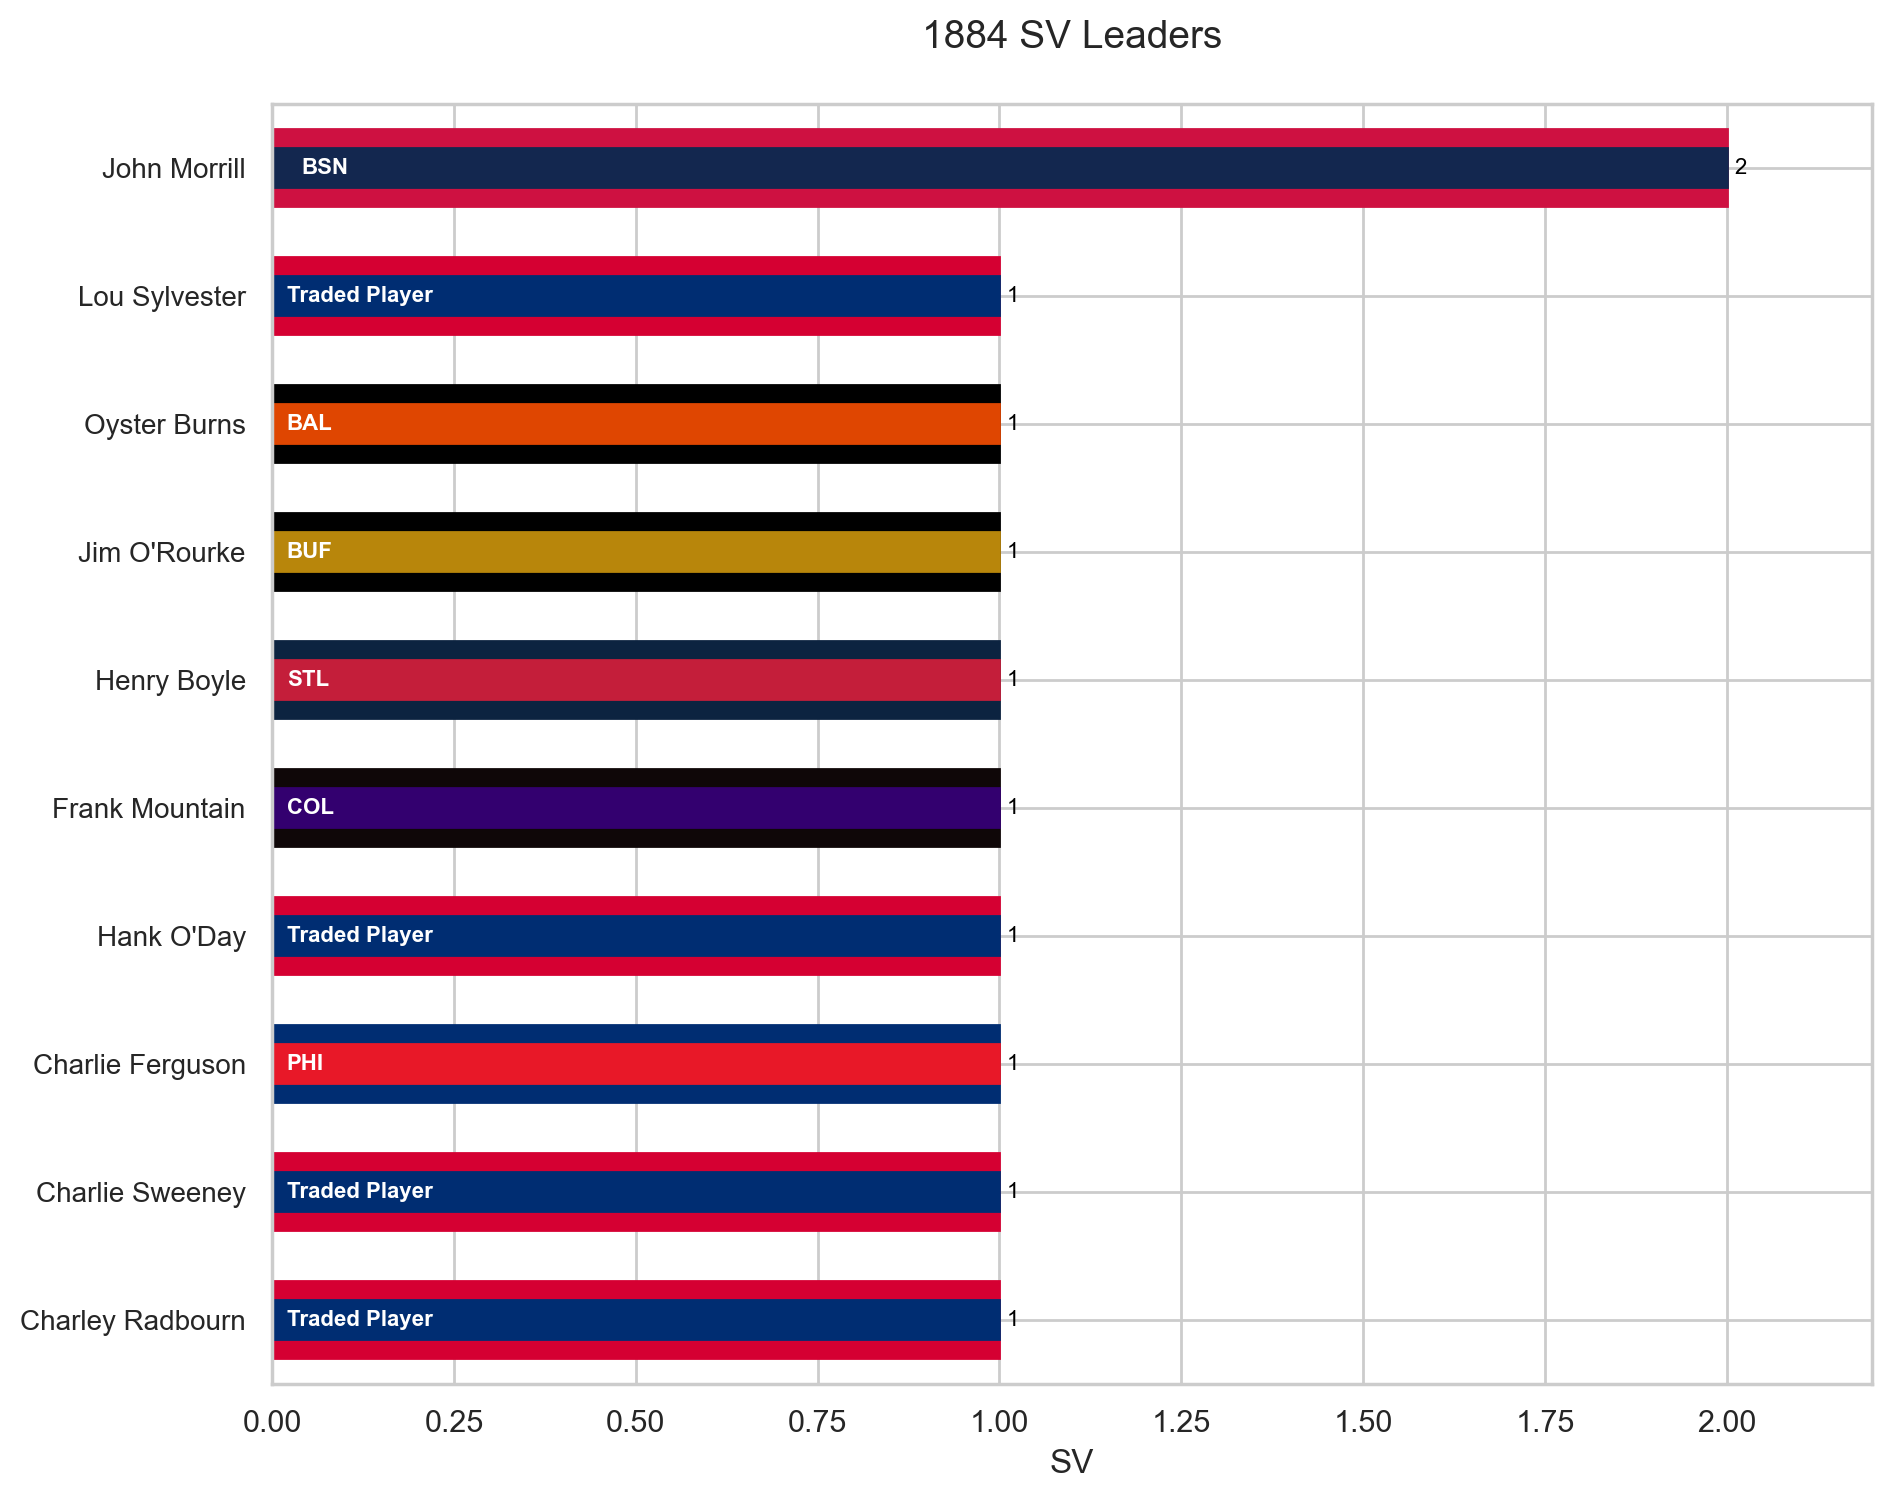 1884 SV Leaders
John Morrill BSN 2
Lou Sylvester Traded Player 1
Oyster Burns BAL 1
Jim O'Rourke BUF 1
Henry Boyle STL 1
Frank Mountain COL 1
Hank O'Day Traded Player 1
Charlie Ferguson PHI 1
Charlie Sweeney Traded Player 1
Charley Radbourn Traded Player 1
0.00 0.25 0.50 0.75 1.00 1.25 1.50 1.75 2.00
SV